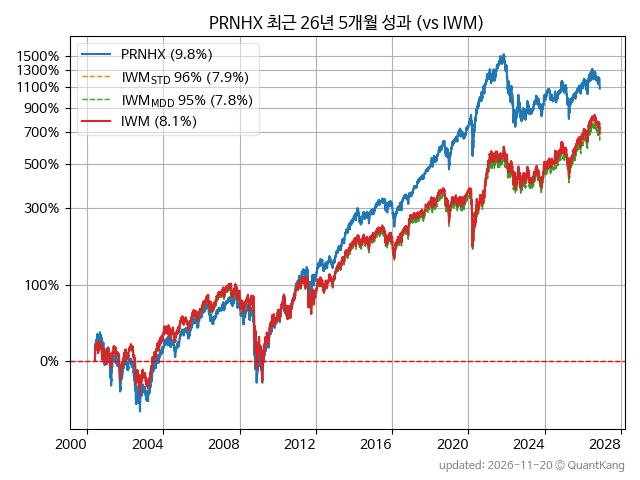 PRNHX 최근 26년 5개월 성과 (vs IWM)
PRNHX (9.8%)
IWM_STD 96% (7.9%)
IWM_MDD 95% (7.8%)
IWM (8.1%)
1500%
1300%
1100%
900%
700%
500%
300%
100%
0%
2000 2004 2008 2012 2016 2020 2024 2028
updated: 2026-11-20 © QuantKang